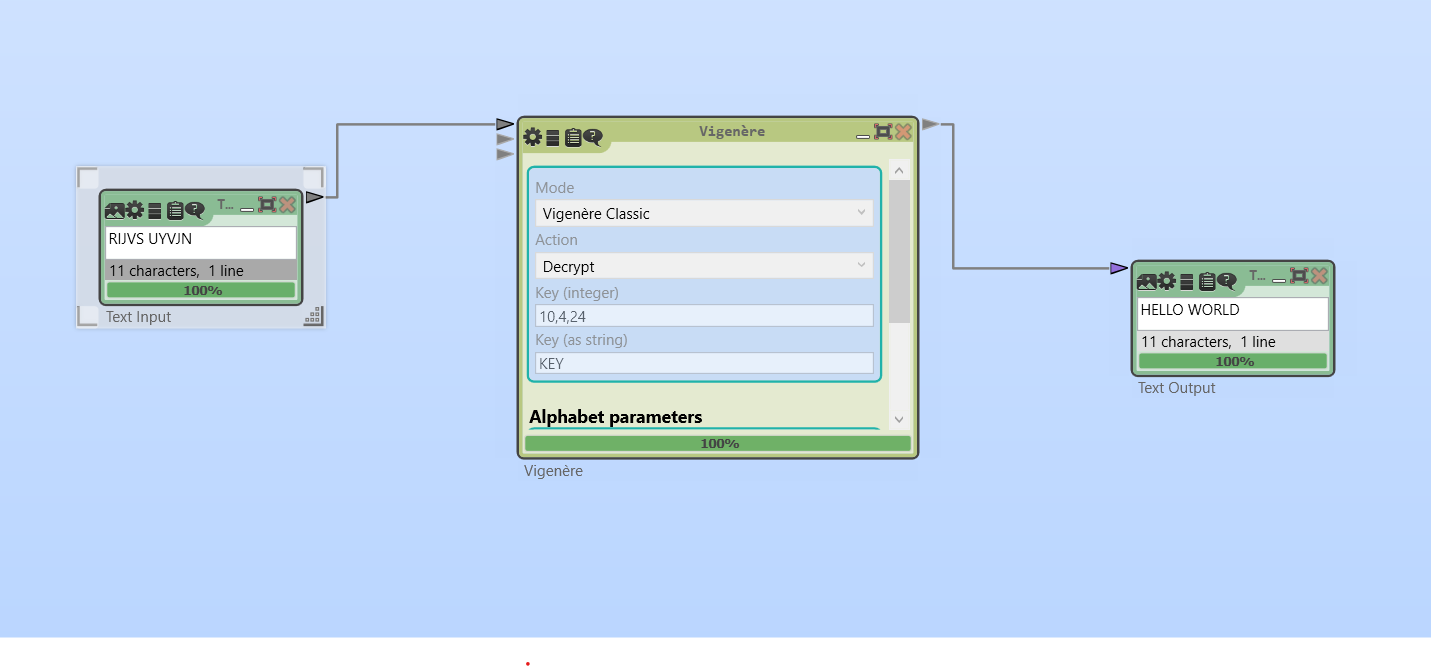 T...
RIJVS UYVJN
11 characters,  1 line
100%
Text Input
Vigenère
Mode
Vigenère Classic
Action
Decrypt
Key (integer)
10,4,24
Key (as string)
KEY
Alphabet parameters
100%
Vigenère
T...
HELLO WORLD
11 characters,  1 line
100%
Text Output